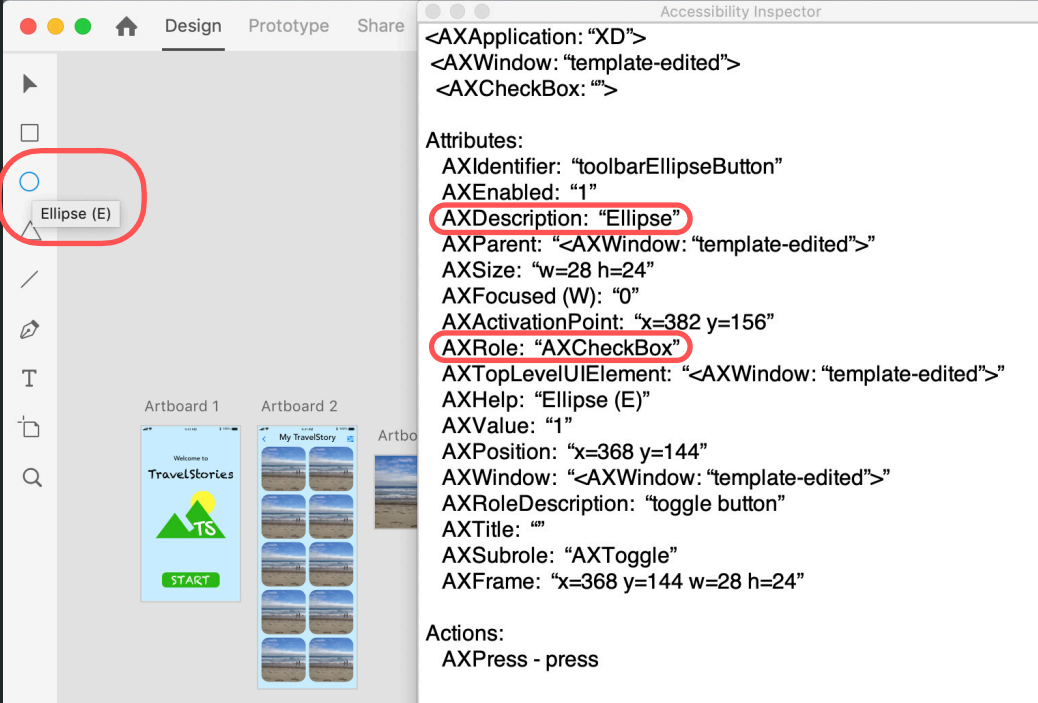 Design Prototype Share
Ellipse (E)
T
Artboard 1
Artboard 2
Artbo
Welcome to
TravelStories
TS
START
My TravelStory
Accessibility Inspector
<AXApplication: “XD”>
<AXWindow: “template-edited”>
<AXCheckBox: “”>
Attributes:
AXIdentifier: “toolbarEllipseButton”
AXEnabled: “1”
AXDescription: “Ellipse”
AXParent: “<AXWindow: “template-edited”>”
AXSize: “w=28 h=24”
AXFocused (W): “0”
AXActivationPoint: “x=382 y=156”
AXRole: “AXCheckBox”
AXTopLevelUIElement: “<AXWindow: “template-edited”>”
AXHelp: “Ellipse (E)”
AXValue: “1”
AXPosition: “x=368 y=144”
AXWindow: “<AXWindow: “template-edited”>”
AXRoleDescription: “toggle button”
AXTitle: “”
AXSubrole: “AXToggle”
AXFrame: “x=368 y=144 w=28 h=24”
Actions:
AXPress - press